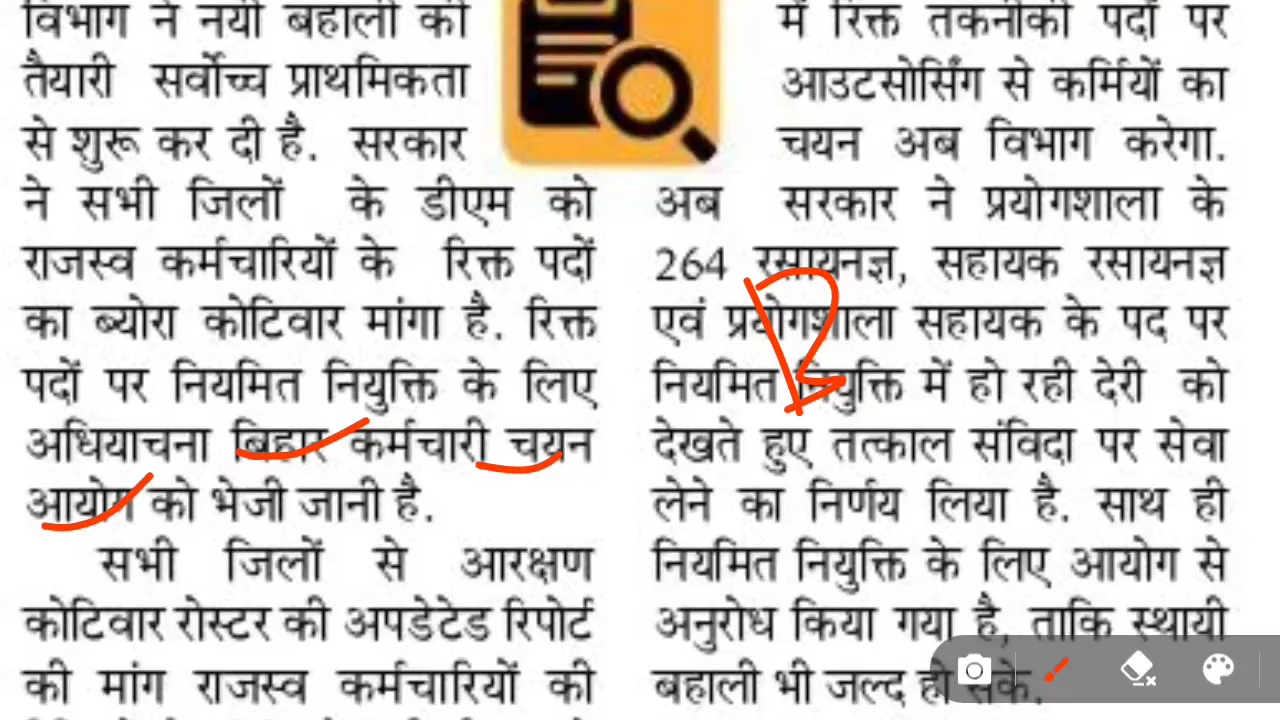 विभाग ने नयी बहाली की
तैयारी सर्वोच्च प्राथमिकता
से शुरू कर दी है. सरकार
ने सभी जिलों के डीएम को
राजस्व कर्मचारियों के रिक्त पदों
का ब्योरा कोटिवार मांगा है. रिक्त
पदों पर नियमित नियुक्ति के लिए
अधियाचना बिहार कर्मचारी चयन
आयोग को भेजी जानी है.
सभी जिलों से आरक्षण
कोटिवार रोस्टर की अपडेटेड रिपोर्ट
की मांग राजस्व कर्मचारियों की
में रिक्त तकनीकी पदों पर
आउटसोर्सिंग से कर्मियों का
चयन अब विभाग करेगा.
अब सरकार ने प्रयोगशाला के
264 रसायनज्ञ, सहायक रसायनज्ञ
एवं प्रयोगशाला सहायक के पद पर
नियमित नियुक्ति में हो रही देरी को
देखते हुए तत्काल संविदा पर सेवा
लेने का निर्णय लिया है. साथ ही
नियमित नियुक्ति के लिए आयोग से
अनुरोध किया गया है, ताकि स्थायी
बहाली भी जल्द हो सके.